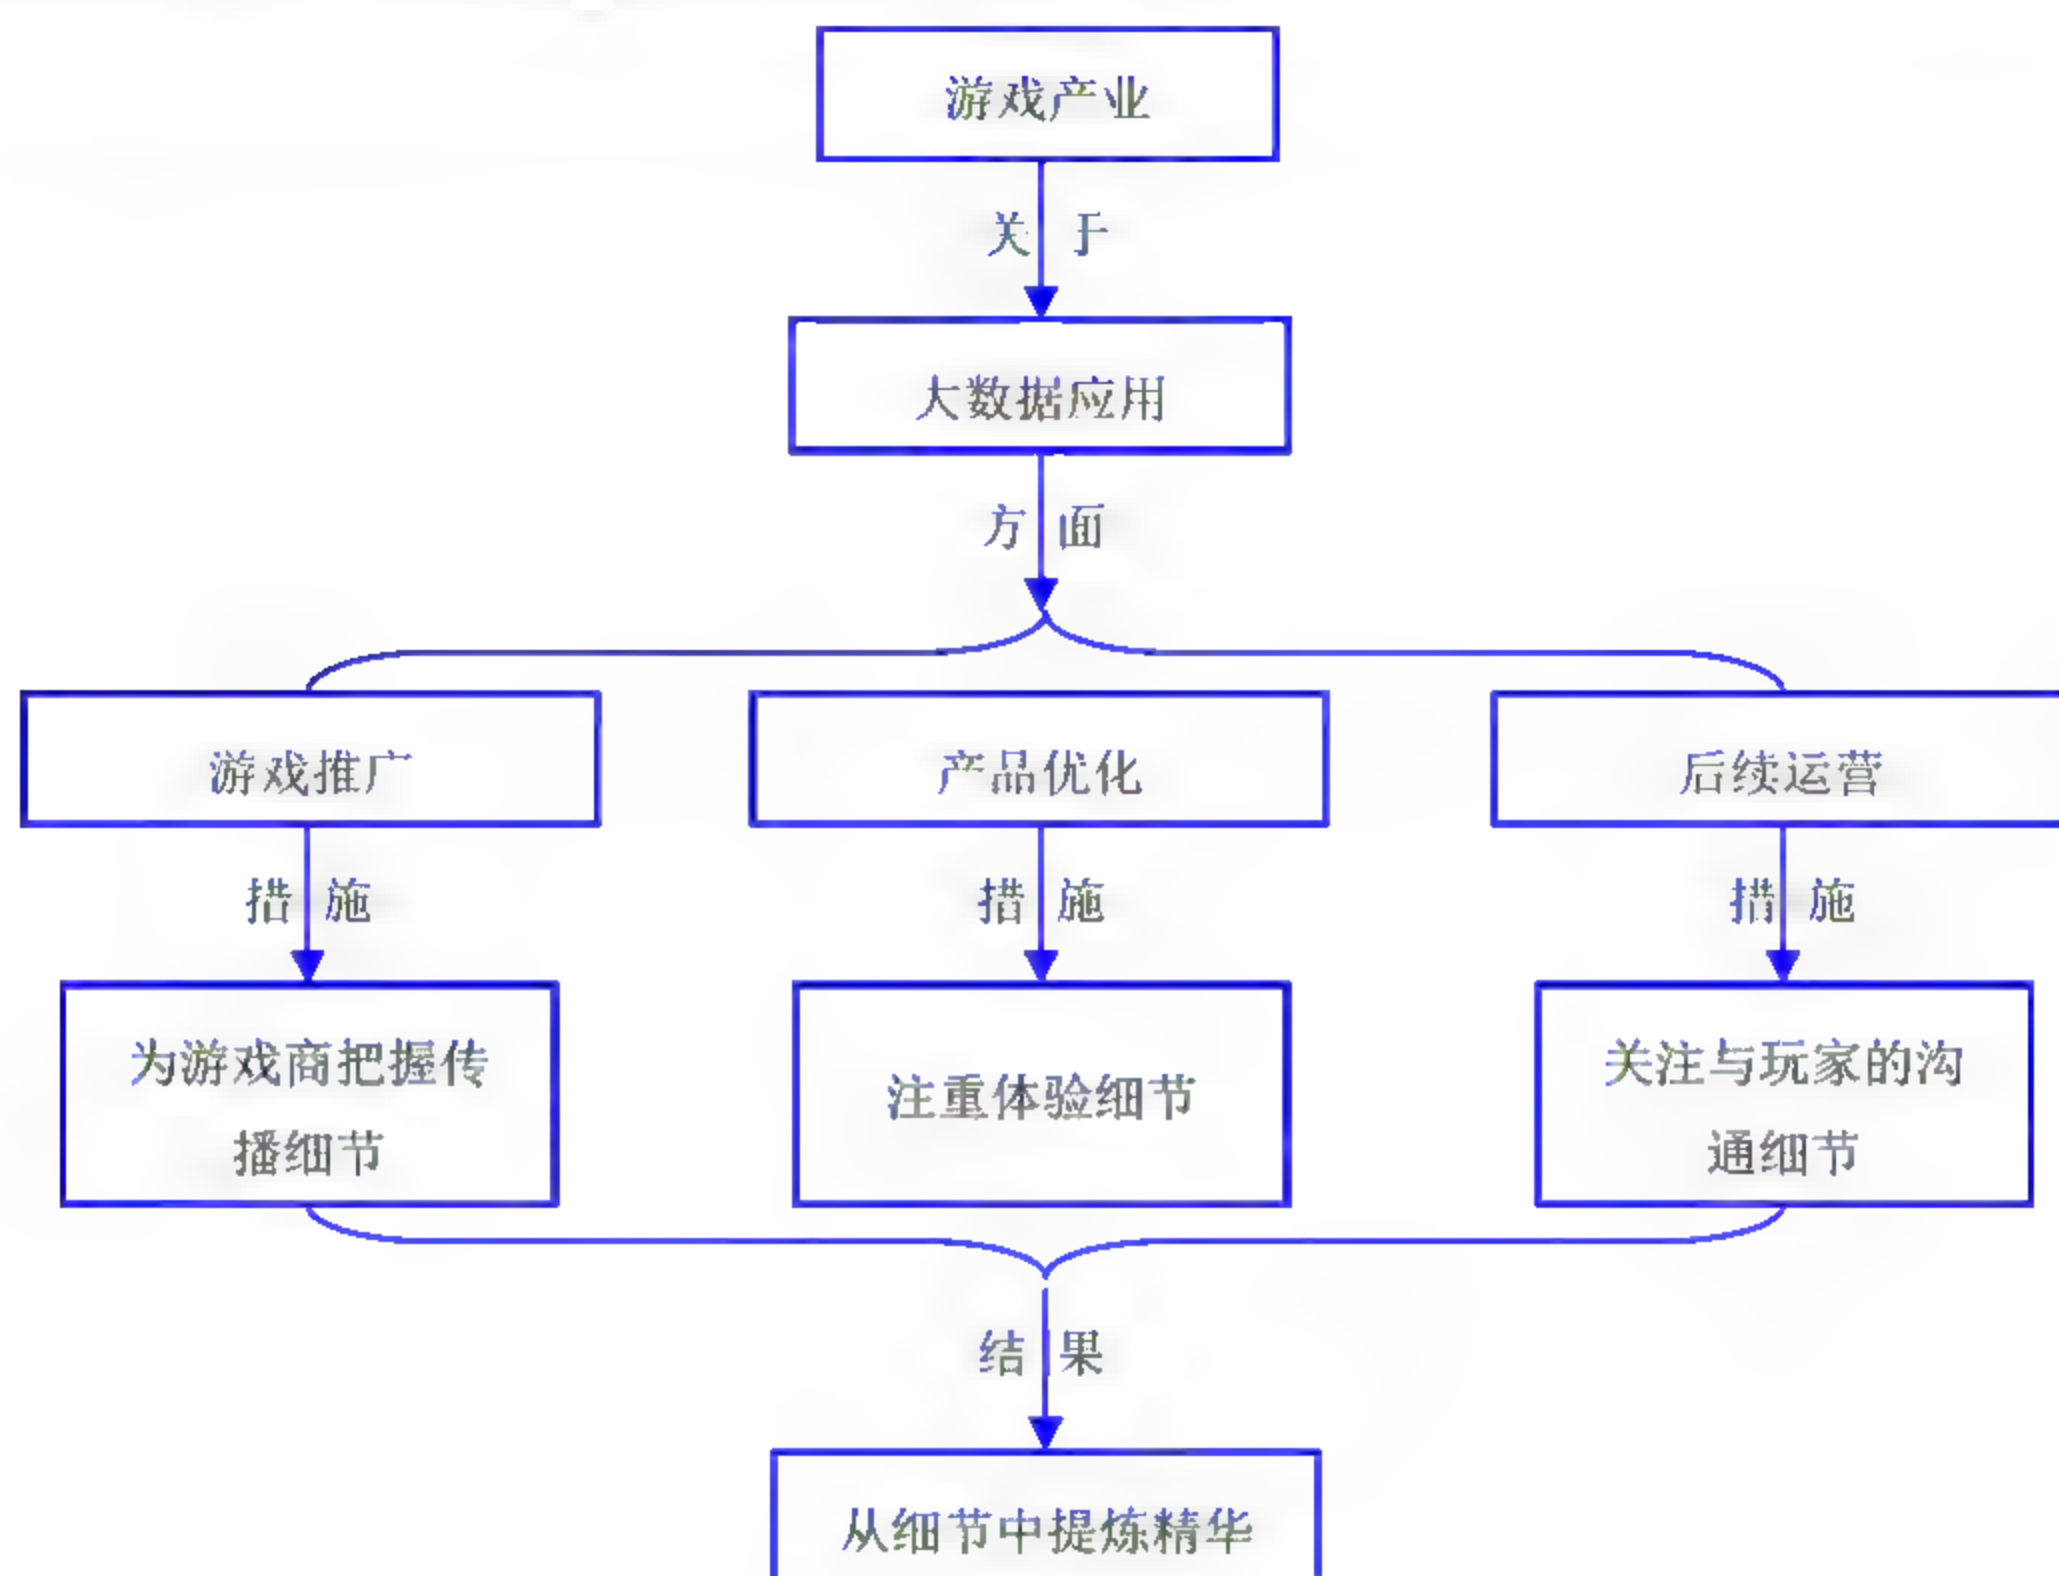 游戏产业
关于
大数据应用
方面
游戏推广
产品优化
后续运营
措施
措施
措施
为游戏商把握传
播细节
注重体验细节
关注与玩家的沟
通细节
结果
从细节中提炼精华